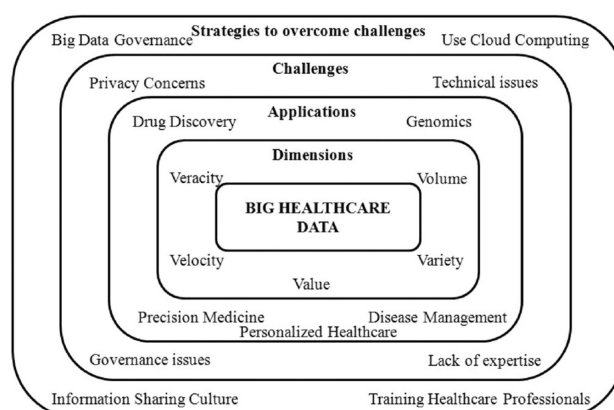 Strategies to overcome challenges
Big Data Governance Use Cloud Computing
Challenges
Privacy Concerns Technical issues
Applications
Drug Discovery Genomics
Dimensions
Veracity Volume
BIG HEALTHCARE
DATA
Velocity Variety
Value
Precision Medicine Disease Management
Personalized Healthcare
Governance issues Lack of expertise
Information Sharing Culture Training Healthcare Professionals